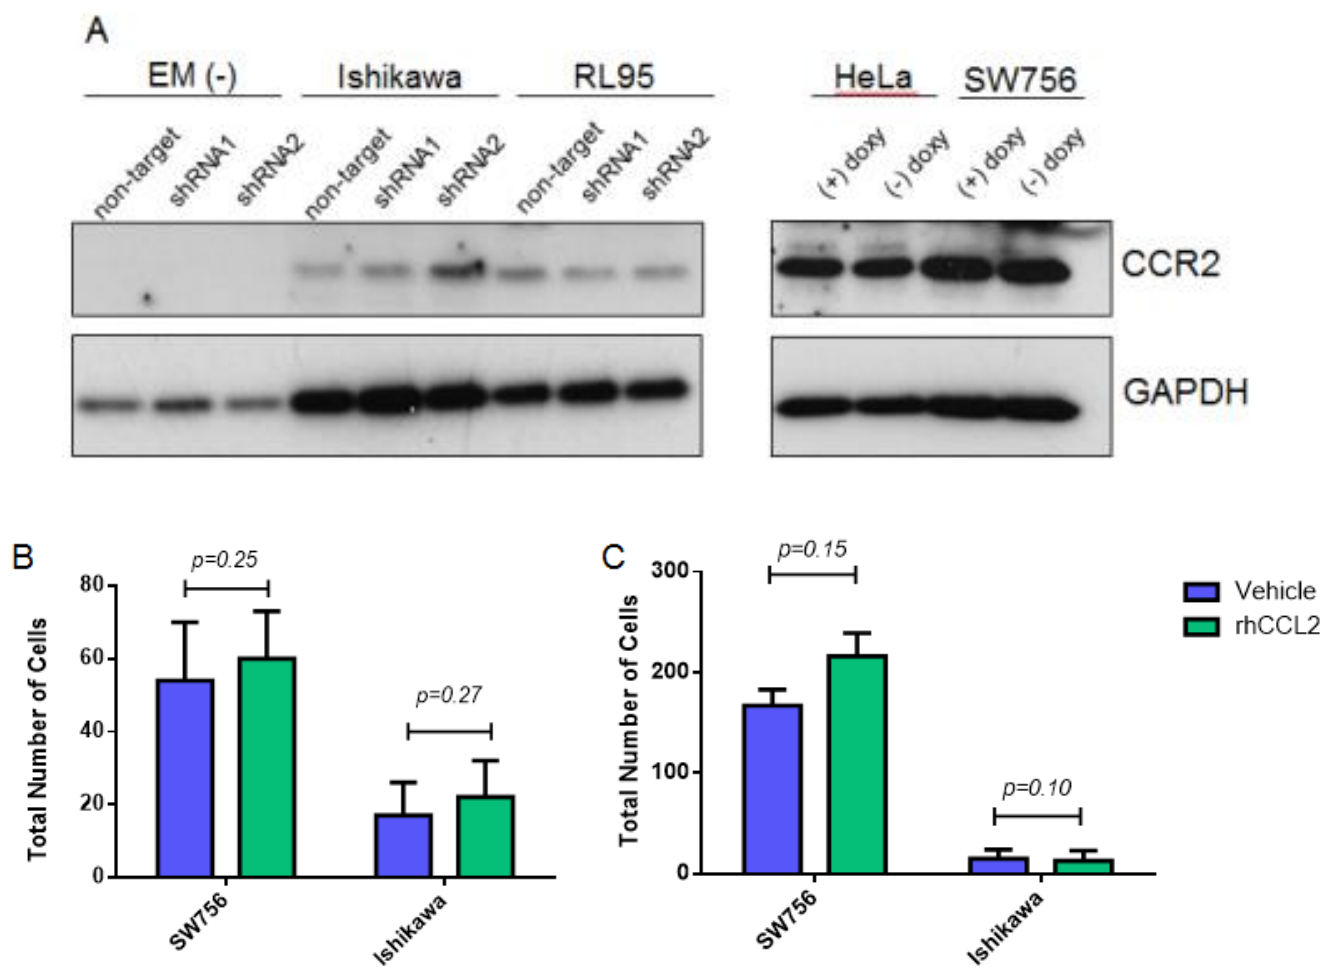 A
EM (-) Ishikawa RL95 HeLa SW756
non-target shRNA1 shRNA2 non-target shRNA1 shRNA2 non-target shRNA1 shRNA2 (+) doxy (-) doxy (+) doxy (-) doxy
CCR2
GAPDH
B
p=0.25
80
60
40
20
0
Total Number of Cells
p=0.27
SW756
Ishikawa
C
p=0.15
300
200
100
0
Total Number of Cells
p=0.10
SW756
Ishikawa
Vehicle
rhCCL2